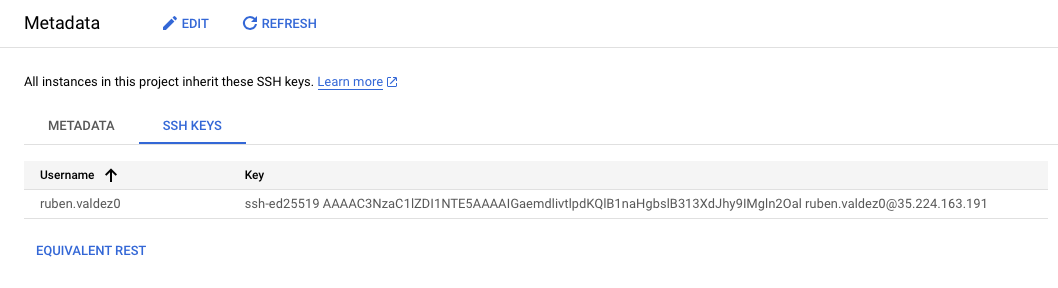 Metadata EDIT REFRESH
All instances in this project inherit these SSH keys. Learn more
METADATA SSH KEYS
Username Key
ruben.valdez0 ssh-ed25519 AAAAC3NzaC1lZDI1NTE5AAAAIGaemdlivtlpdKQlB1naHgbslB313XdJhy9IMgln2Oal ruben.valdez0@35.224.163.191
EQUIVALENT REST